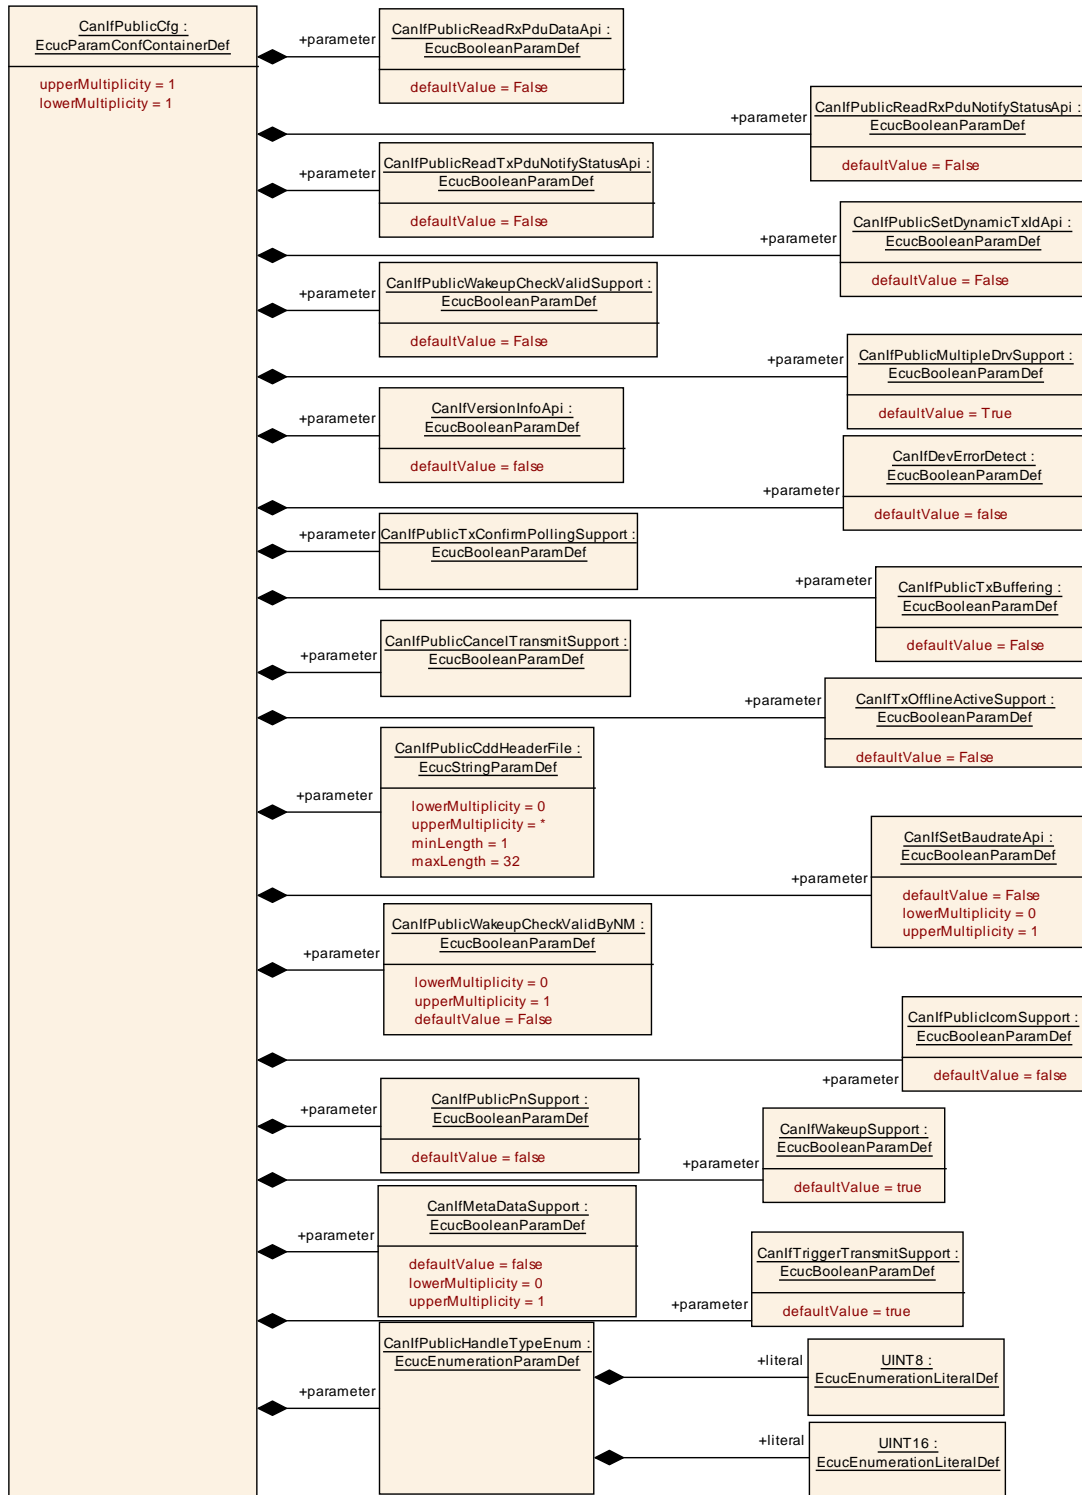 CanIfPublicCfg :
EcucParamConfContainerDef
upperMultiplicity = 1
lowerMultiplicity = 1
+parameter
CanIfPublicReadRxPduDataApi :
EcucBooleanParamDef
defaultValue = False
+parameter
CanIfPublicReadRxPduNotifyStatusApi :
EcucBooleanParamDef
defaultValue = False
+parameter
CanIfPublicReadTxPduNotifyStatusApi :
EcucBooleanParamDef
defaultValue = False
+parameter
CanIfPublicSetDynamicTxIdApi :
EcucBooleanParamDef
defaultValue = False
+parameter
CanIfPublicWakeupCheckValidSupport :
EcucBooleanParamDef
defaultValue = False
+parameter
CanIfPublicMultipleDrvSupport :
EcucBooleanParamDef
defaultValue = True
+parameter
CanIfVersionInfoApi :
EcucBooleanParamDef
defaultValue = false
+parameter
CanIfDevErrorDetect :
EcucBooleanParamDef
defaultValue = false
+parameter
CanIfPublicTxConfirmPollingSupport :
EcucBooleanParamDef
+parameter
CanIfPublicTxBuffering :
EcucBooleanParamDef
defaultValue = False
+parameter
CanIfPublicCancelTransmitSupport :
EcucBooleanParamDef
+parameter
CanIfTxOfflineActiveSupport :
EcucBooleanParamDef
defaultValue = False
+parameter
CanIfPublicCddHeaderFile :
EcucStringParamDef
lowerMultiplicity = 0
upperMultiplicity = *
minLength = 1
maxLength = 32
+parameter
CanIfSetBaudrateApi :
EcucBooleanParamDef
defaultValue = False
lowerMultiplicity = 0
upperMultiplicity = 1
+parameter
CanIfPublicWakeupCheckValidByNM :
EcucBooleanParamDef
lowerMultiplicity = 0
upperMultiplicity = 1
defaultValue = False
+parameter
CanIfPublicIcomSupport :
EcucBooleanParamDef
defaultValue = false
+parameter
CanIfPublicPnSupport :
EcucBooleanParamDef
defaultValue = false
+parameter
CanIfWakeupSupport :
EcucBooleanParamDef
defaultValue = true
+parameter
CanIfMetaDataSupport :
EcucBooleanParamDef
defaultValue = false
lowerMultiplicity = 0
upperMultiplicity = 1
+parameter
CanIfTriggerTransmitSupport :
EcucBooleanParamDef
defaultValue = true
+parameter
CanIfPublicHandleTypeEnum :
EcucEnumerationParamDef
+literal
UINT8 :
EcucEnumerationLiteralDef
+literal
UINT16 :
EcucEnumerationLiteralDef